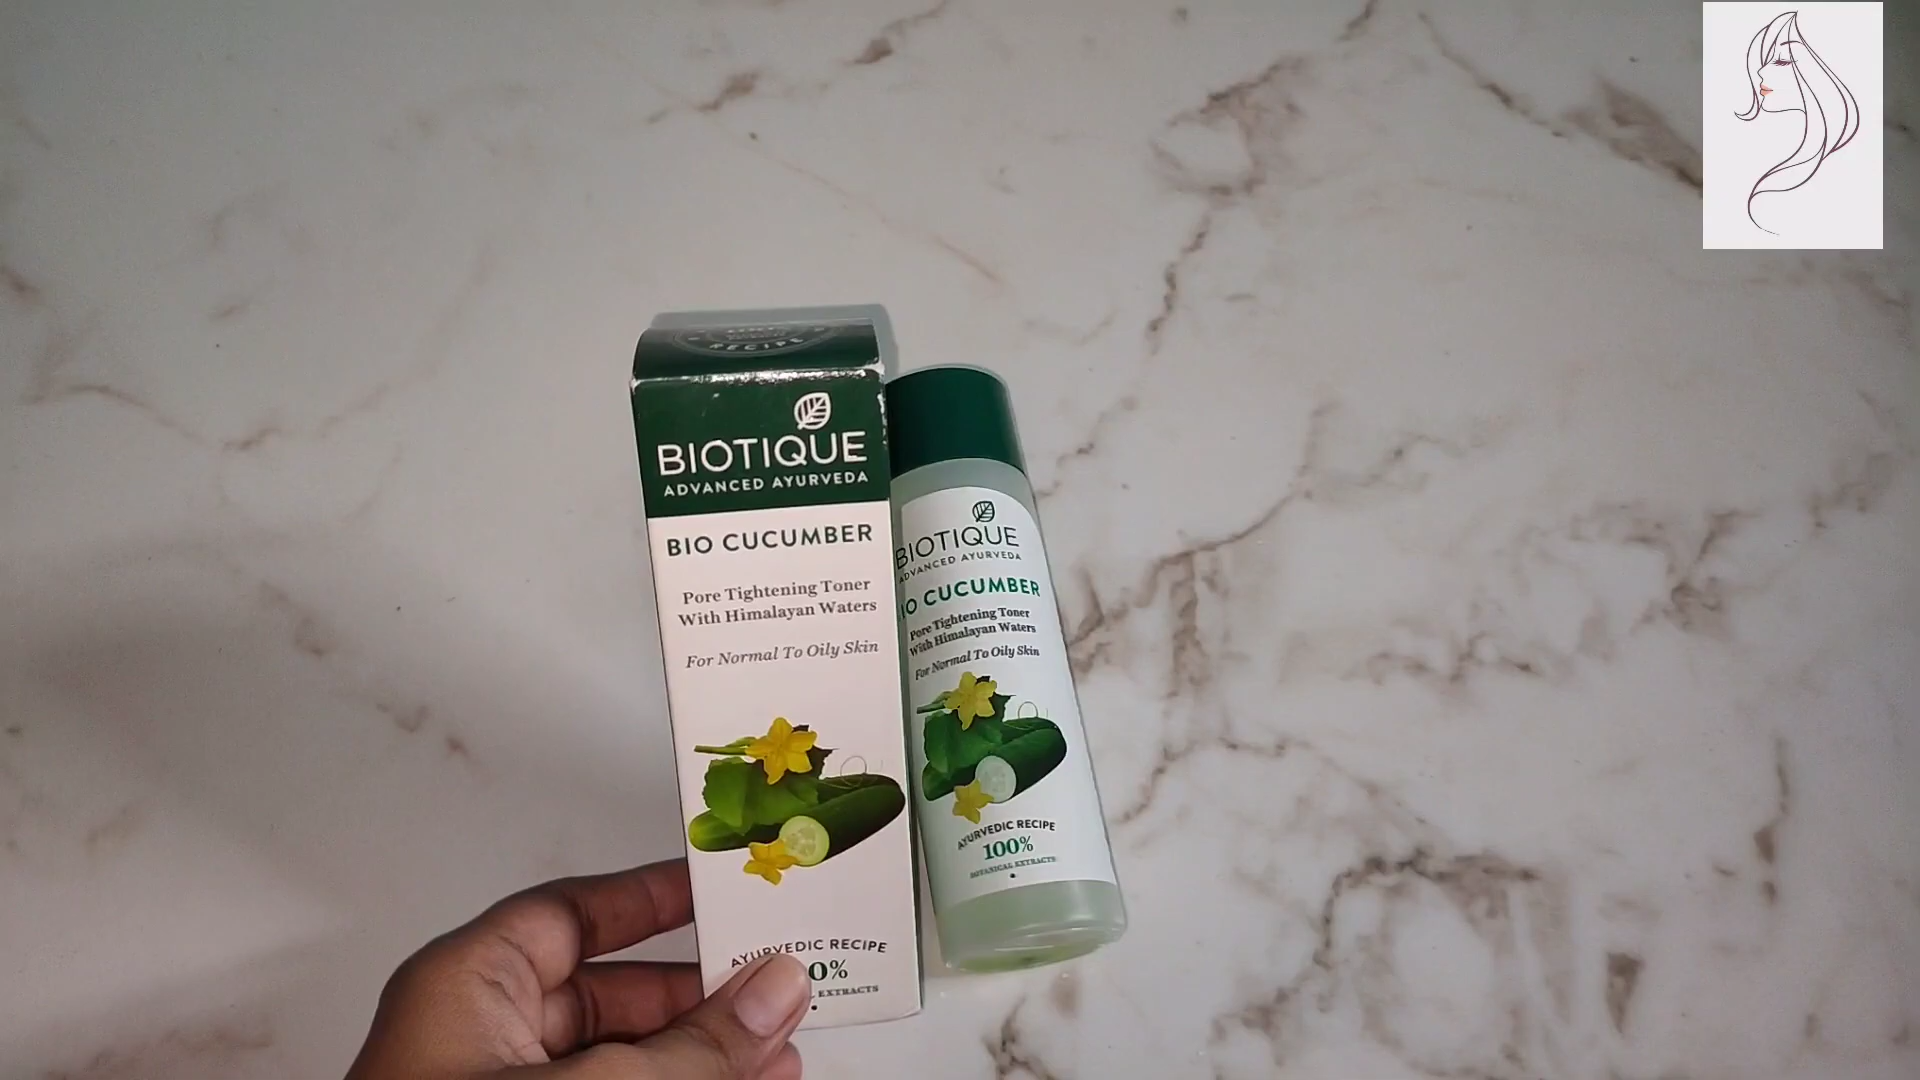 RECIPE
BIOTIQUE
ADVANCED AYURVEDA
BIO CUCUMBER
Pore Tightening Toner
With Himalayan Waters
For Normal To Oily Skin
AYURVEDIC RECIPE
0%
EXTRACTS
BIOTIQUE
ADVANCED AYURVEDA
IO CUCUMBER
Pore Tightening Toner
With Himalayan Waters
For Normal To Oily Skin
AYURVEDIC RECIPE
100%
BOTANICAL EXTRACTS